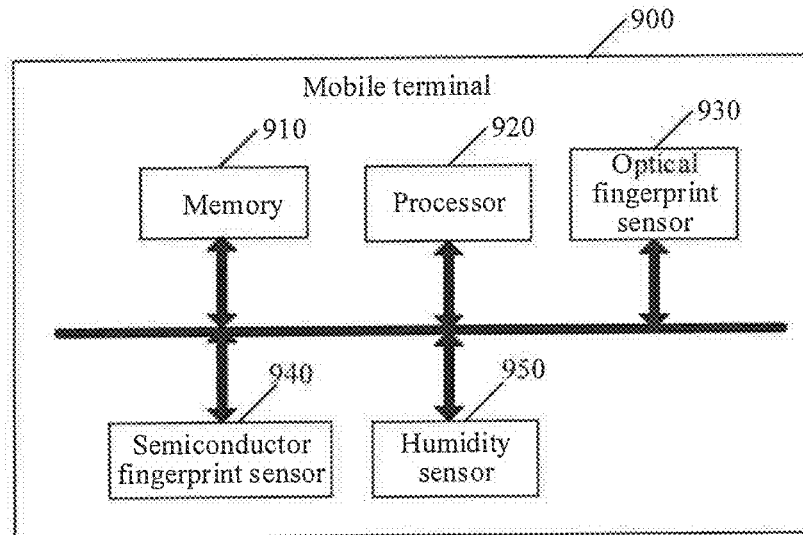 900
Mobile terminal
910
920
930
Memory
Processor
Optical
fingerprint
sensor
940
950
Semiconductor
fingerprint sensor
Humidity
sensor